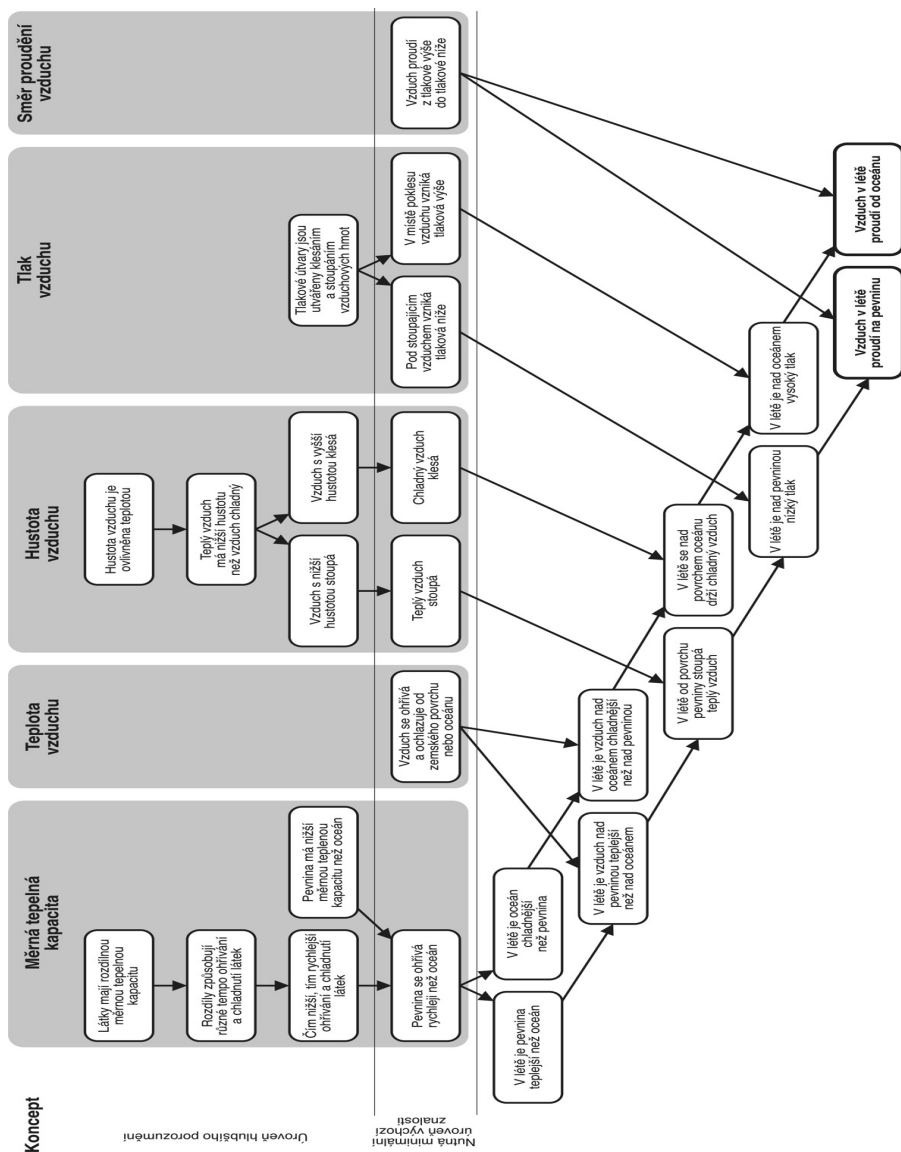 Koncept
Měrná tepelná
kapacita
Teplota
vzduchu
Hustota
vzduchu
Tlak
vzduchu
Směr proudění
vzduchu
Úroveň hlubšího porozumění
Látky mají rozdílnou
měrnou tepelnou
kapacitu
Rozdíly způsobují
různé tempo ohřívání
a chladnutí látek
Čím nižší, tím rychlejší
ohřívání a chladnutí
látek
Pevnina má nižší
měrnou teplenou
kapacitu než oceán
Hustota vzduchu je
ovlivněna teplotou
Teplý vzduch
má nižší hustotu
než vzduch chladný
Vzduch s nižší
hustotou stoupá
Vzduch s vyšší
hustotou klesá
Tlakové útvary jsou
utvářeny klesáním
a stoupáním
vzduchových hmot
Nutná minimální
úroveň výchozí
znalosti
Pevnina se ohřívá
rychleji než oceán
Vzduch se ohřívá
a ochlazuje od
zemského povrchu
nebo oceánu
Teplý vzduch
stoupá
Chladný vzduch
klesá
Pod stoupajícím
vzduchem vzniká
tlaková níže
V místě poklesu
vzduchu vzniká
tlaková výše
Vzduch proudí
z tlakové výše
do tlakové níže
V létě je pevnina
teplejší než oceán
V létě je oceán
chladnější
než pevnina
V létě je vzduch nad
pevninou teplejší
než nad oceánem
V létě je vzduch nad
oceánem chladnější
než nad pevninou
V létě od povrchu
pevniny stoupá
teplý vzduch
V létě se nad
povrchem oceánu
drží chladný vzduch
V létě je nad pevninou
nízký tlak
V létě je nad oceánem
vysoký tlak
Vzduch v létě
proudí na pevninu
Vzduch v létě
proudí od oceánu